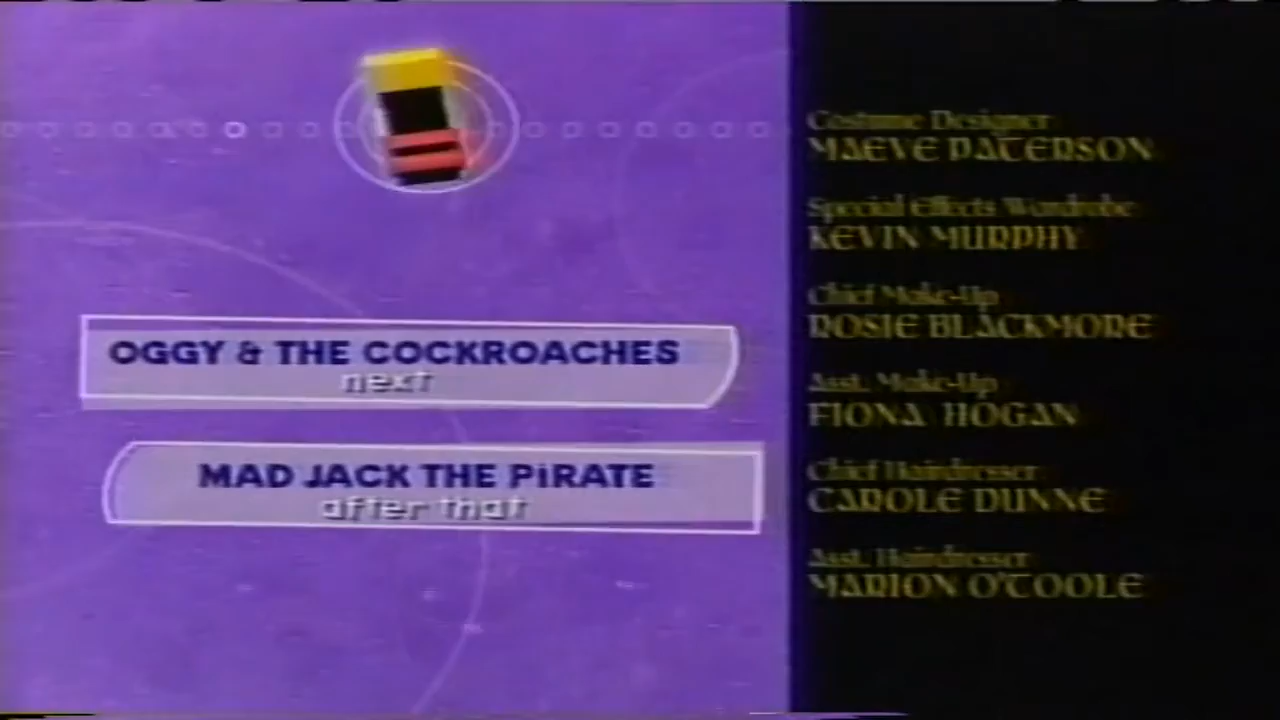 OGGY & THE COCKROACHES
next
MAD JACK THE PiRATE
after that
Costume Designer
MAEVE PATERSON
Special Effects Wardrobe
KEVIN MURPHY
Chief Make-Up
ROSIE BLACKMORE
Asst. Make-Up
FIONA HOGAN
Chief Hairdresser
CAROLE DUNNE
Asst. Hairdresser
MARION O'TOOLE